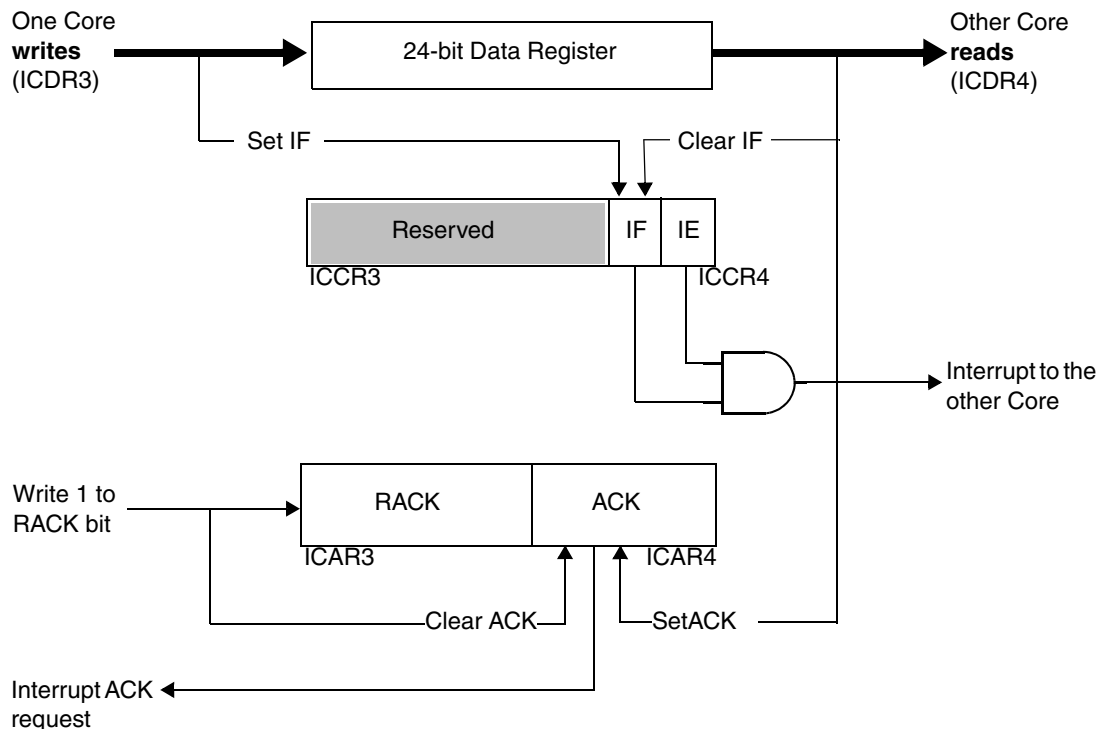 One Core
writes
(ICDR3)
24-bit Data Register
Other Core
reads
(ICDR4)
Set IF
Clear IF
Reserved
IF
IE
ICCR3
ICCR4
Interrupt to the
other Core
Write 1 to
RACK bit
RACK
ACK
ICAR3
ICAR4
Clear ACK
SetACK
Interrupt ACK
request